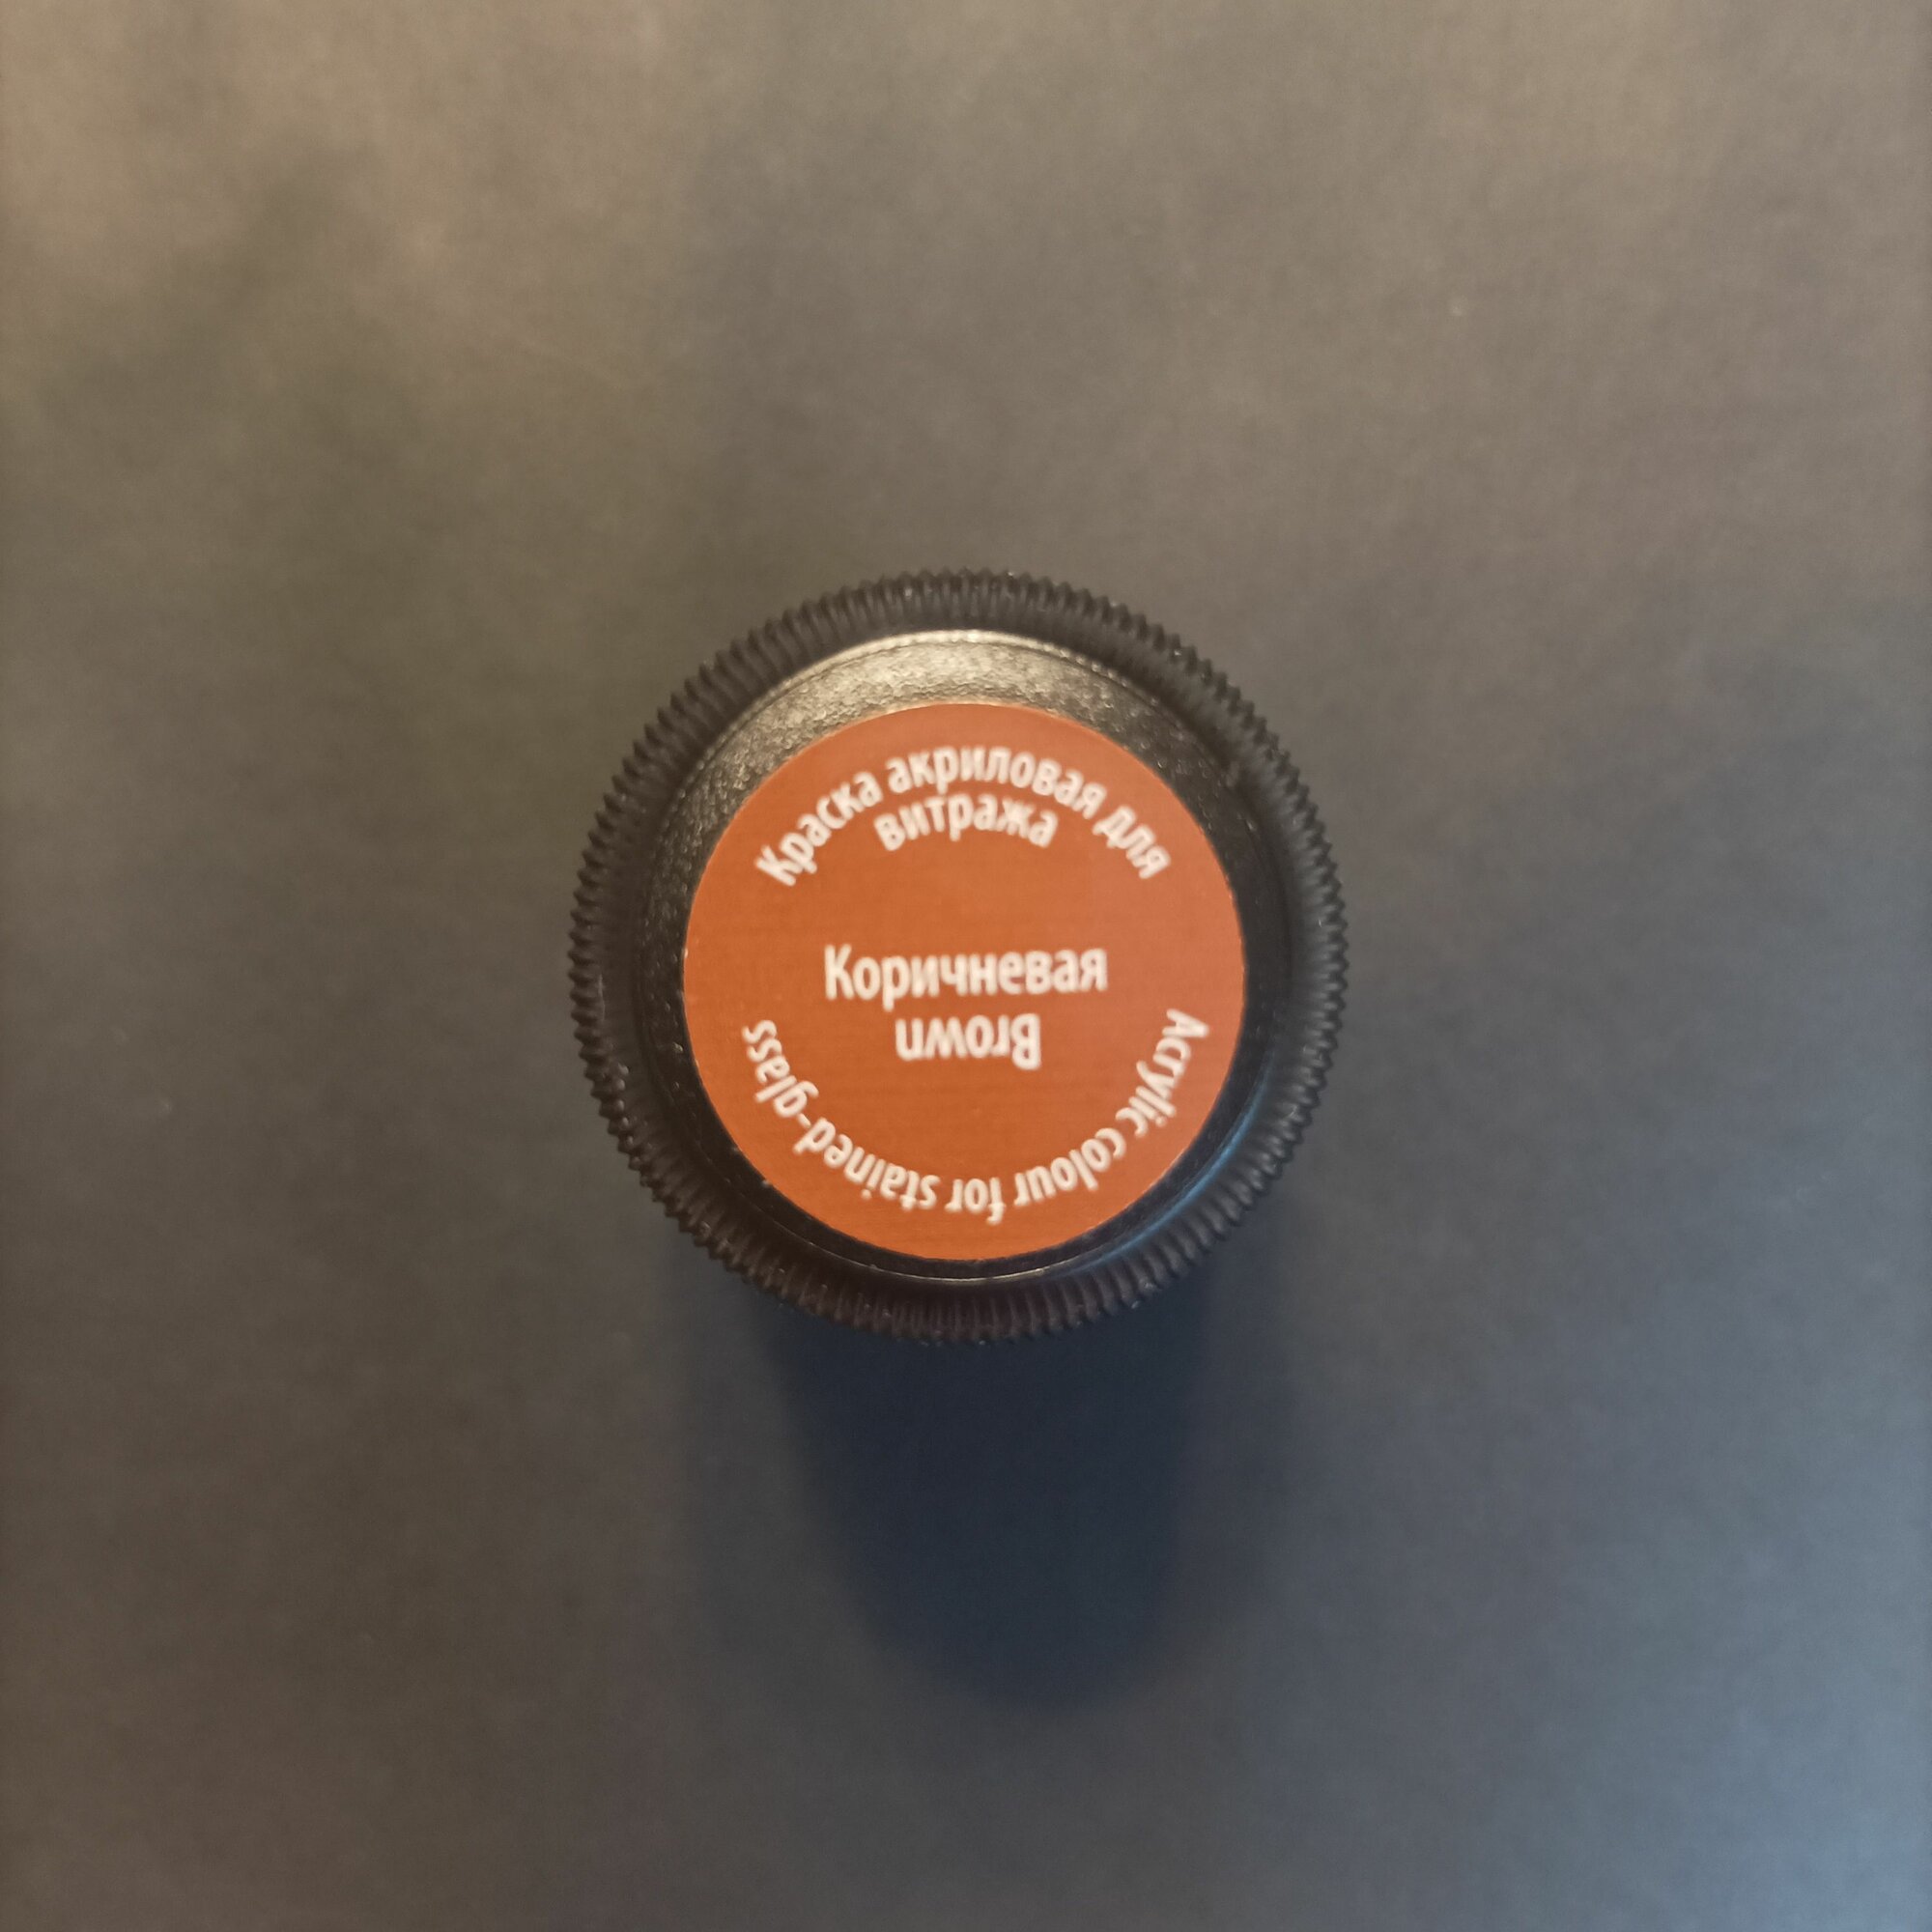 Краска акриловая для
витража
Коричневая
Brown
Acrylic colour for stained-glass